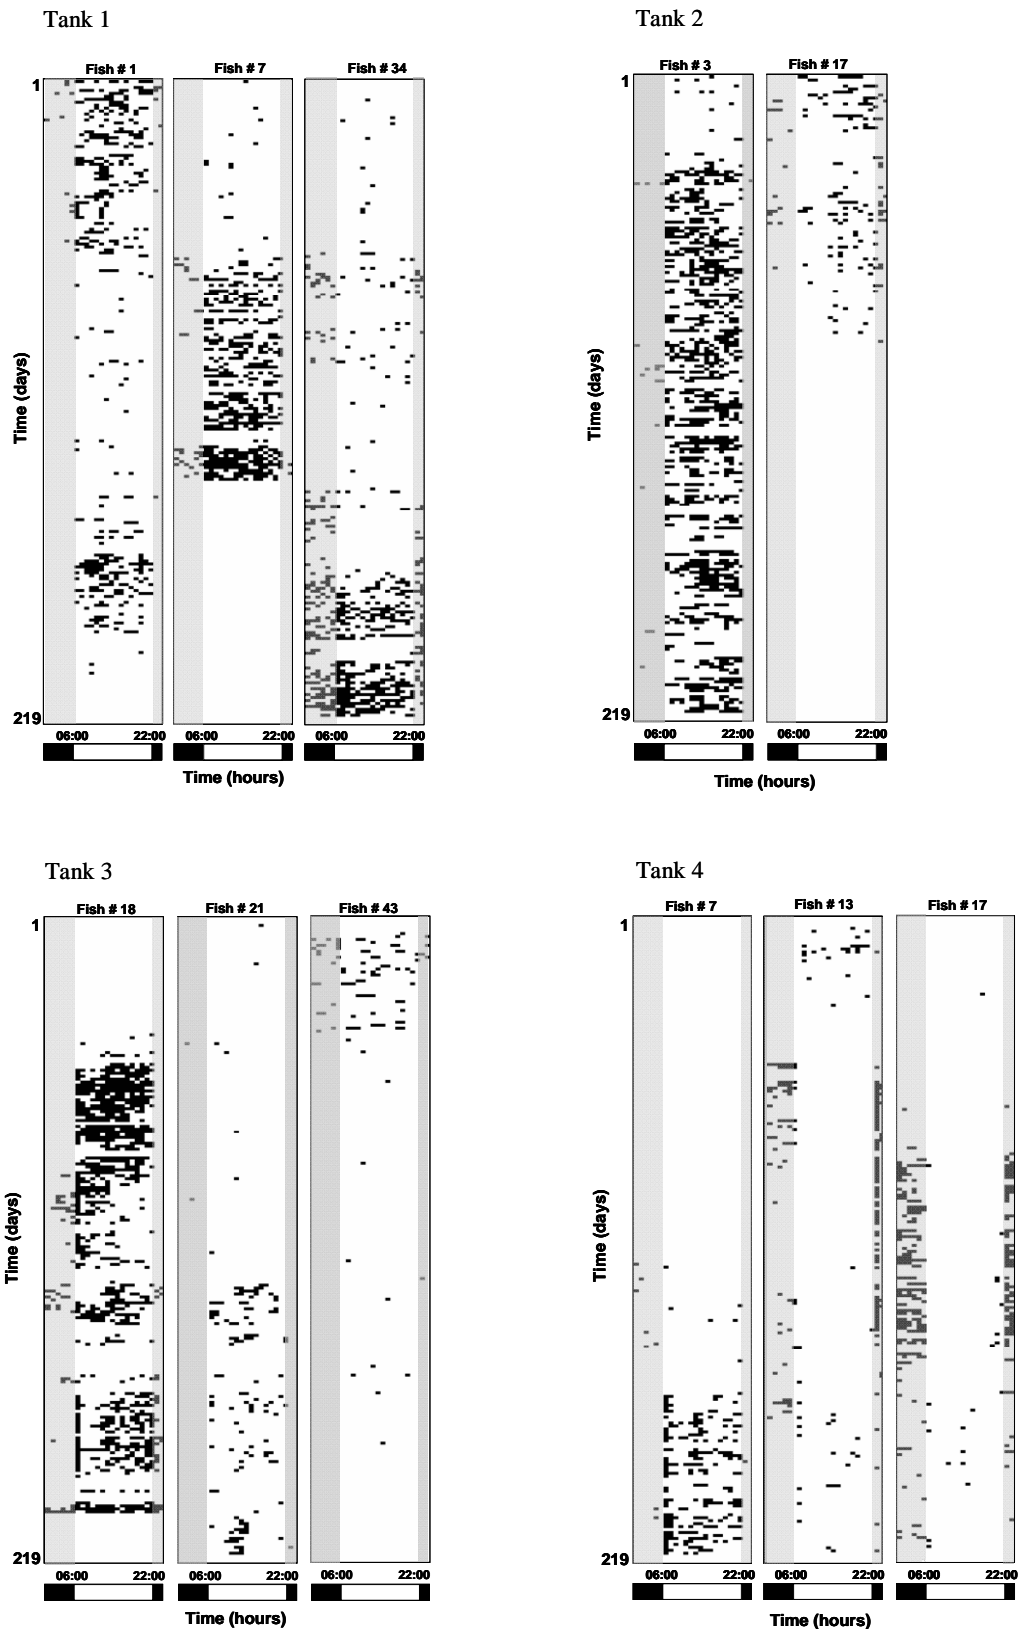 Tank 1
Tank 2
Fish # 1 Fish # 7 Fish # 34
Fish # 3 Fish # 17
1
1
Time (days)
Time (days)
219
219
06:00 22:00 06:00 22:00 06:00 22:00
06:00 22:00 06:00 22:00
Time (hours)
Time (hours)
Tank 3
Tank 4
Fish # 18 Fish # 21 Fish # 43
Fish # 7 Fish # 13 Fish # 17
1
1
Time (days)
Time (days)
219
219
06:00 22:00 06:00 22:00 06:00 22:00
06:00 22:00 06:00 22:00 06:00 22:00
Time (hours)
Time (hours)